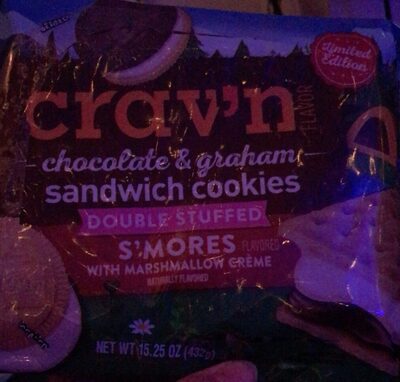 Limited
Edition
crav'n
FLAVOR
chocolate & graham
sandwich cookies
DOUBLE STUFFED
S'MORES FLAVORED
WITH MARSHMALLOW CRÈME
NATURALLY FLAVORED
NET WT 15.25 OZ (432g)